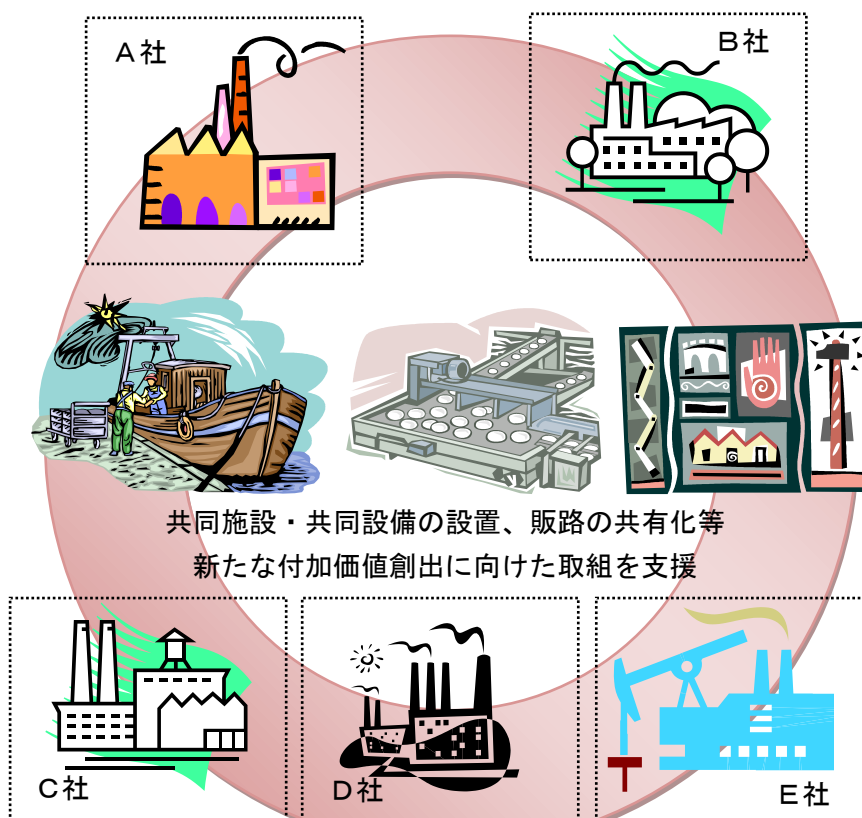 A社
B社
共同施設・共同設備の設置、販路の共有化等
新たな付加価値創出に向けた取組を支援
C社
D社
E社